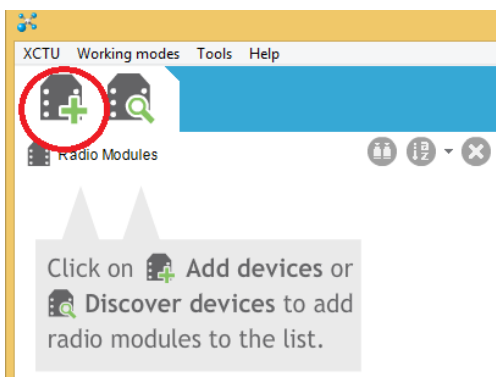 XCTU Working modes Tools Help
Radio Modules
Click on Add devices or
Discover devices to add
radio modules to the list.